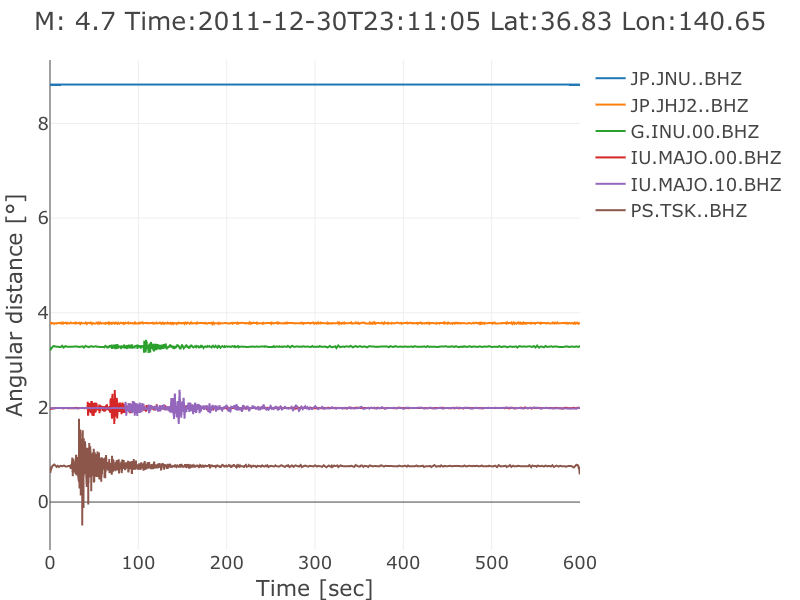 M: 4.7 Time:2011-12-30T23:11:05 Lat:36.83 Lon:140.65
JP.JNU..BHZ
JP.JHJ2..BHZ
G.INU.00.BHZ
IU.MAJO.00.BHZ
IU.MAJO.10.BHZ
PS.TSK..BHZ
Angular distance [°]
8
6
4
2
0
0 100 200 300 400 500 600
Time [sec]